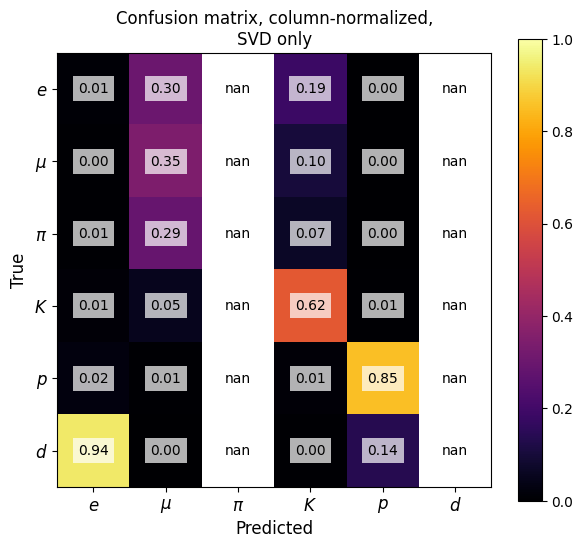 Confusion matrix, column-normalized,
SVD only
e 0.01 0.30 nan 0.19 0.00 nan
μ 0.00 0.35 nan 0.10 0.00 nan
π 0.01 0.29 nan 0.07 0.00 nan
K 0.01 0.05 nan 0.62 0.01 nan
p 0.02 0.01 nan 0.01 0.85 nan
d 0.94 0.00 nan 0.00 0.14 nan
e μ π K p d
True
Predicted
1.0
0.8
0.6
0.4
0.2
0.0